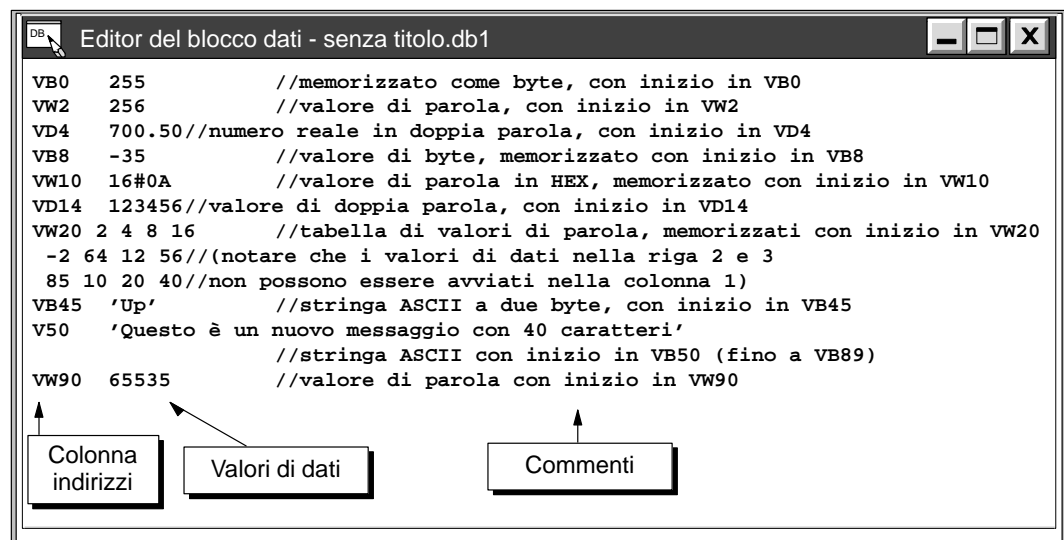 DB Editor del blocco dati - senza titolo.db1
VB0 255 //memorizzato come byte, con inizio in VB0
VW2 256 //valore di parola, con inizio in VW2
VD4 700.50//numero reale in doppia parola, con inizio in VD4
VB8 -35 //valore di byte, memorizzato con inizio in VB8
VW10 16#0A //valore di parola in HEX, memorizzato con inizio in VW10
VD14 123456//valore di doppia parola, con inizio in VD14
VW20 2 4 8 16 //tabella di valori di parola, memorizzati con inizio in VW20
-2 64 12 56//(notare che i valori di dati nella riga 2 e 3
85 10 20 40//non possono essere avviati nella colonna 1)
VB45 ’Up’ //stringa ASCII a due byte, con inizio in VB45
V50 ’Questo è un nuovo messaggio con 40 caratteri’
//stringa ASCII con inizio in VB50 (fino a VB89)
VW90 65535 //valore di parola con inizio in VW90
Colonna
indirizzi
Valori di dati
Commenti